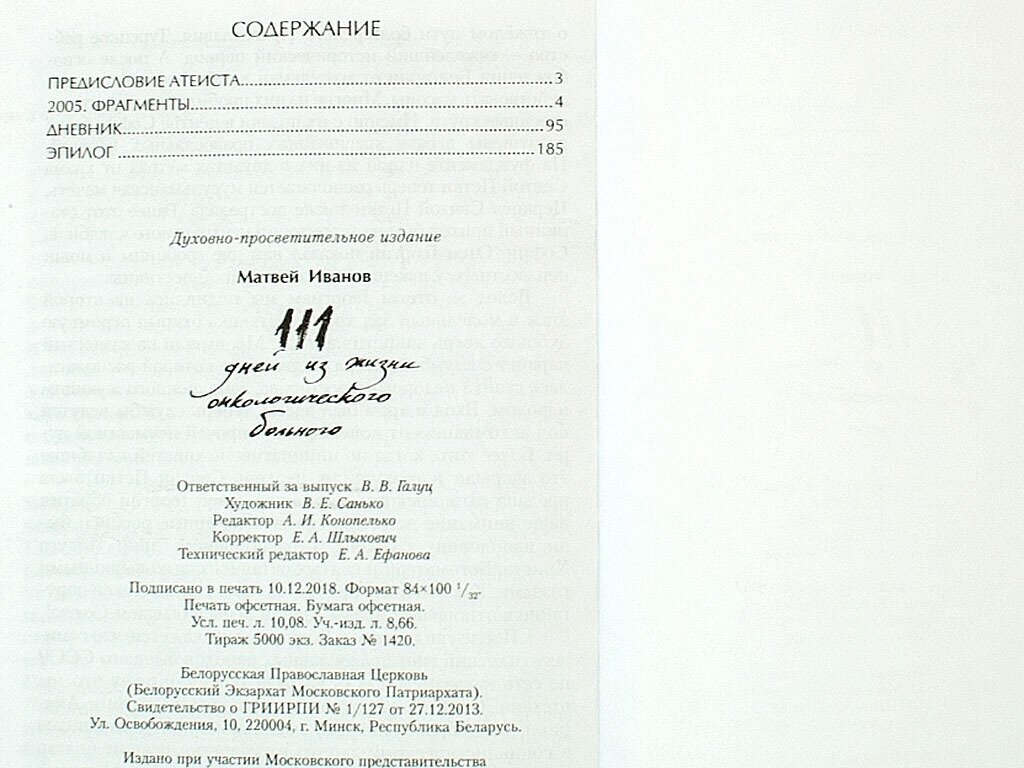 СОДЕРЖАНИЕ
ПРЕДИСЛОВИЕ АТЕИСТА........................................................3
2005. ФРАГМЕНТЫ................................................................4
ДНЕВНИК...............................................................................95
ЭПИЛОГ ..............................................................................185
Духовно-просветительное издание
Матвей Иванов
111
дней из жизни
онкологического
больного
Ответственный за выпуск В. В. Галуц
Художник В. Е. Санько
Редактор А. И. Конопелько
Корректор Е. А. Шлыкович
Технический редактор Е. А. Ефанова
Подписано в печать 10.12.2018. Формат 84×100 1/32.
Печать офсетная. Бумага офсетная.
Усл. печ. л. 10,08. Уч.-изд. л. 8,66.
Тираж 5000 экз. Заказ № 1420.
Белорусская Православная Церковь
(Белорусский Экзархат Московского Патриархата).
Свидетельство о ГРИИРПИ № 1/127 от 27.12.2013.
Ул. Освобождения, 10, 220004, г. Минск, Республика Беларусь.
Издано при участии Московского представительства